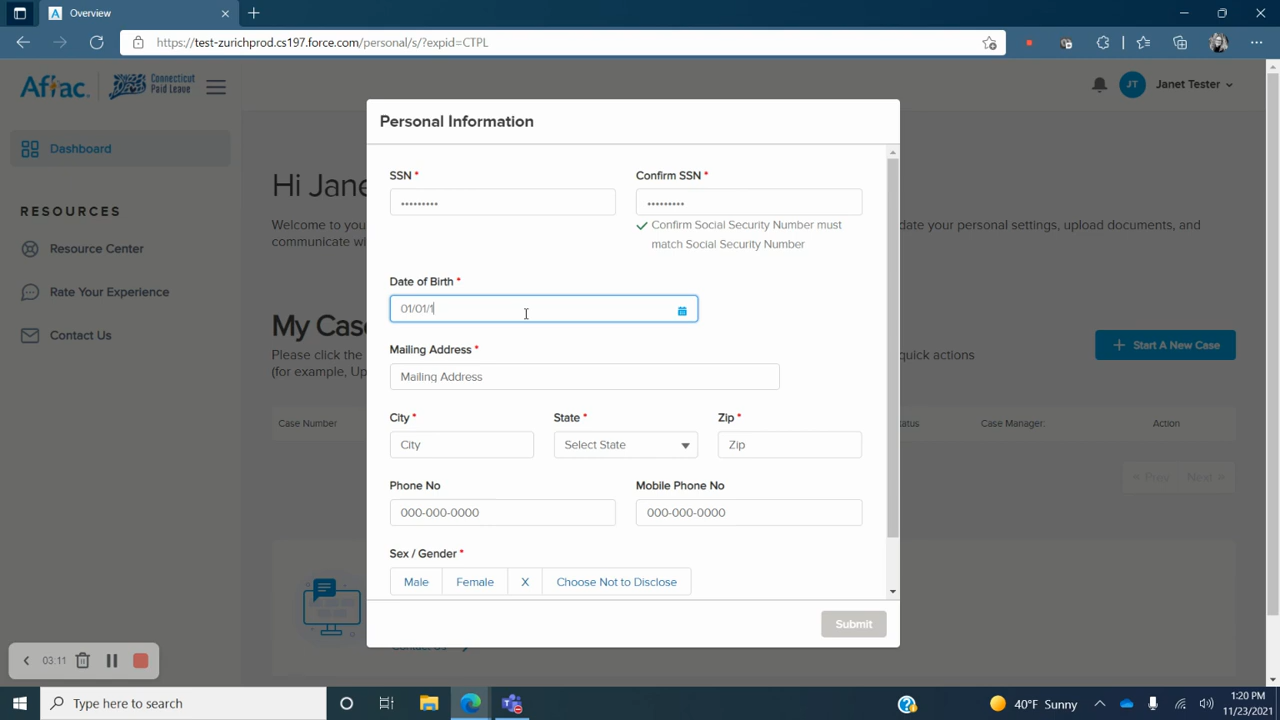 Overview
https://test-zurichprod.cs197.force.com/personal/s/?expid=CTPL
Aflac.
Connecticut
Paid Leave
JT
Janet Tester
Dashboard
RESOURCES
Resource Center
Rate Your Experience
Contact Us
Hi Jane
Welcome to you
communicate wi
date your personal settings, upload documents, and
My Cas
Please click the
(for example, Up
quick actions
Start A New Case
Case Number
atus
Case Manager:
Action
« Prev
Next »
Personal Information
SSN *
Confirm SSN *
•••••••••
•••••••••
Confirm Social Security Number must
match Social Security Number
Date of Birth *
01/01/1
Mailing Address *
Mailing Address
City *
State *
Zip *
City
Select State
Zip
Phone No
Mobile Phone No
000-000-0000
000-000-0000
Sex / Gender *
Male
Female
X
Choose Not to Disclose
Submit
Contact Us
03:11
Type here to search
40°F Sunny
1:20 PM
11/23/2021